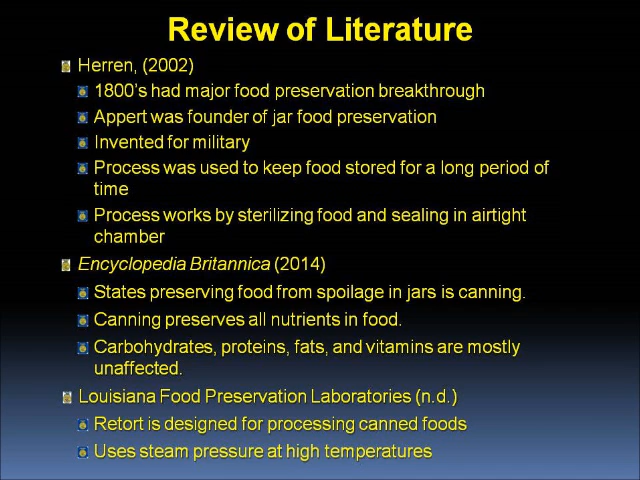 Review of Literature
Herren, (2002)
1800's had major food preservation breakthrough
Appert was founder of jar food preservation
Invented for military
Process was used to keep food stored for a long period of
time
Process works by sterilizing food and sealing in airtight
chamber
Encyclopedia Britannica (2014)
States preserving food from spoilage in jars is canning.
Canning preserves all nutrients in food.
Carbohydrates, proteins, fats, and vitamins are mostly
unaffected.
Louisiana Food Preservation Laboratories (n.d.)
Retort is designed for processing canned foods
Uses steam pressure at high temperatures